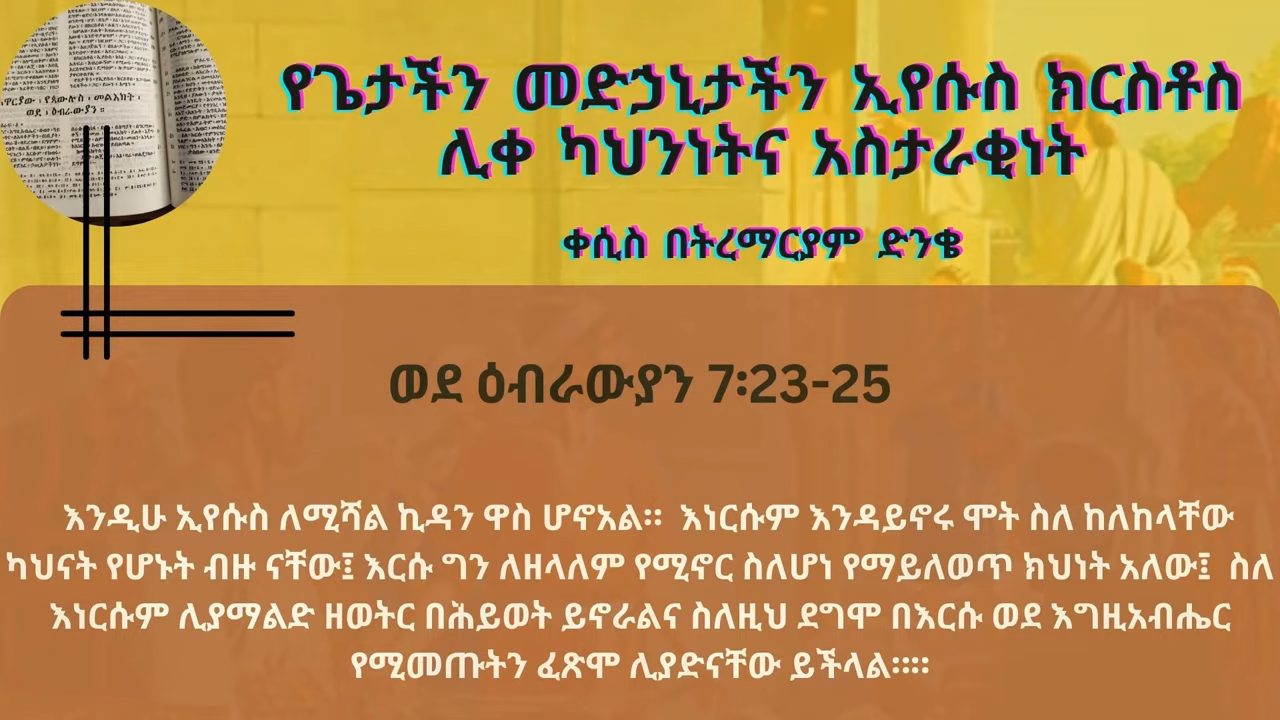 የጌታችን መድኃኒታችን ኢየሱስ ክርስቶስ
ሊቀ ካህንነትና አስታራቂነት
ቀሲስ በትረማርያም ድንቄ
ወደ ዕብራውያን 7፡23-25
እንዲሁ ኢየሱስ ለሚሻል ኪዳን ዋስ ሆኖአል። እነርሱም እንዳይኖሩ ሞት ስለ ከለከላቸው
ካህናት የሆኑት ብዙ ናቸው፤ እርሱ ግን ለዘላለም የሚኖር ስለሆነ የማይለወጥ ክህነት አለው፤ ስለ
እነርሱም ሊያማልድ ዘወትር በሕይወት ይኖራልና ስለዚህ ደግሞ በእርሱ ወደ እግዚአብሔር
የሚመጡትን ፈጽሞ ሊያድናቸው ይችላል።።